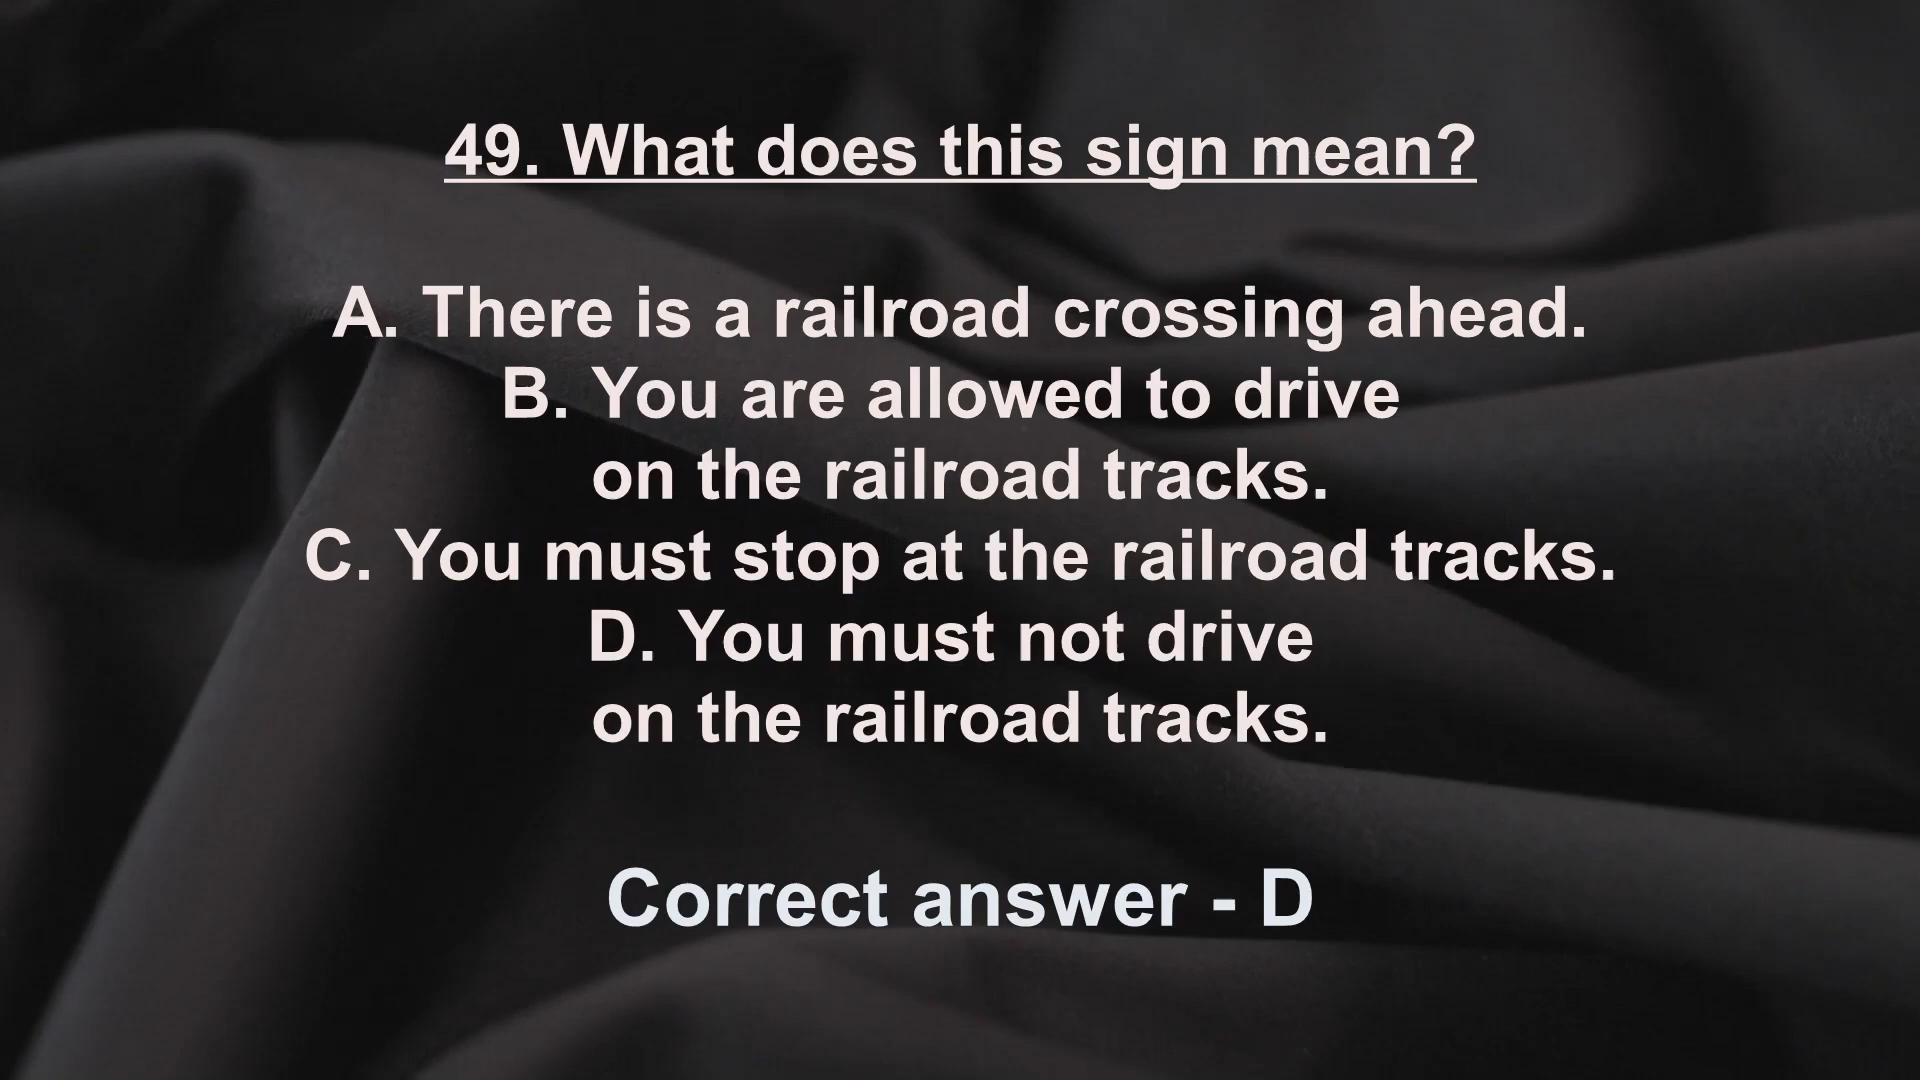 49. What does this sign mean?
A. There is a railroad crossing ahead.
B. You are allowed to drive
on the railroad tracks.
C. You must stop at the railroad tracks.
D. You must not drive
on the railroad tracks.
Correct answer - D